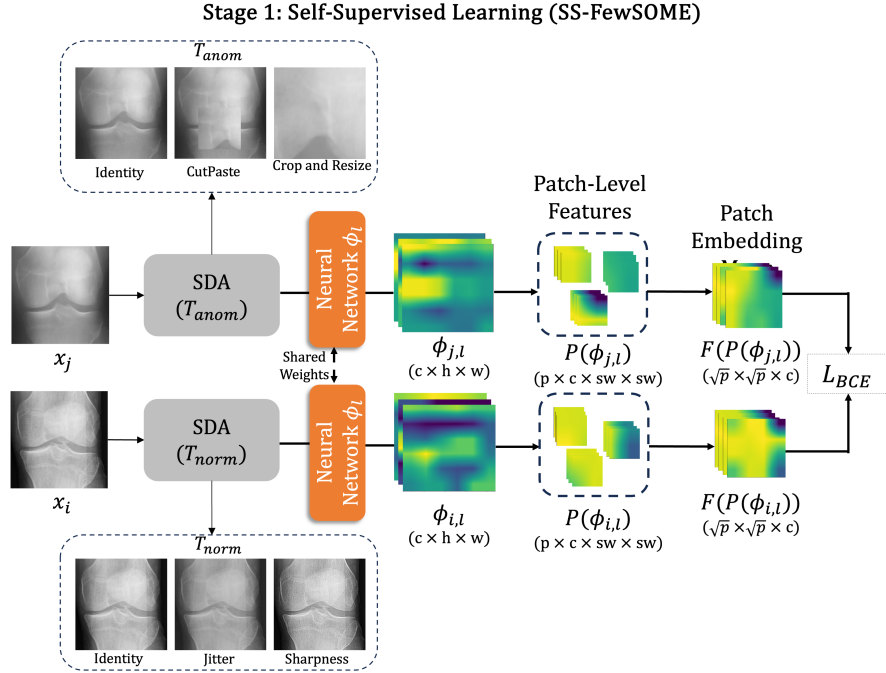 Stage 1: Self-Supervised Learning (SS-FewSOME)
T_anom
Identity
CutPaste
Crop and Resize
Patch-Level
Features
Patch
Embedding
SDA
(T_anom)
Neural
Network ϕ_l
x_j
ϕ_{j,l}
(c × h × w)
P(ϕ_{j,l})
(p × c × sw × sw)
F(P(ϕ_{j,l}))
(√p × √p × c)
Shared
Weights
L_BCE
SDA
(T_norm)
Neural
Network ϕ_l
x_i
ϕ_{i,l}
(c × h × w)
P(ϕ_{i,l})
(p × c × sw × sw)
F(P(ϕ_{i,l}))
(√p × √p × c)
T_norm
Identity
Jitter
Sharpness